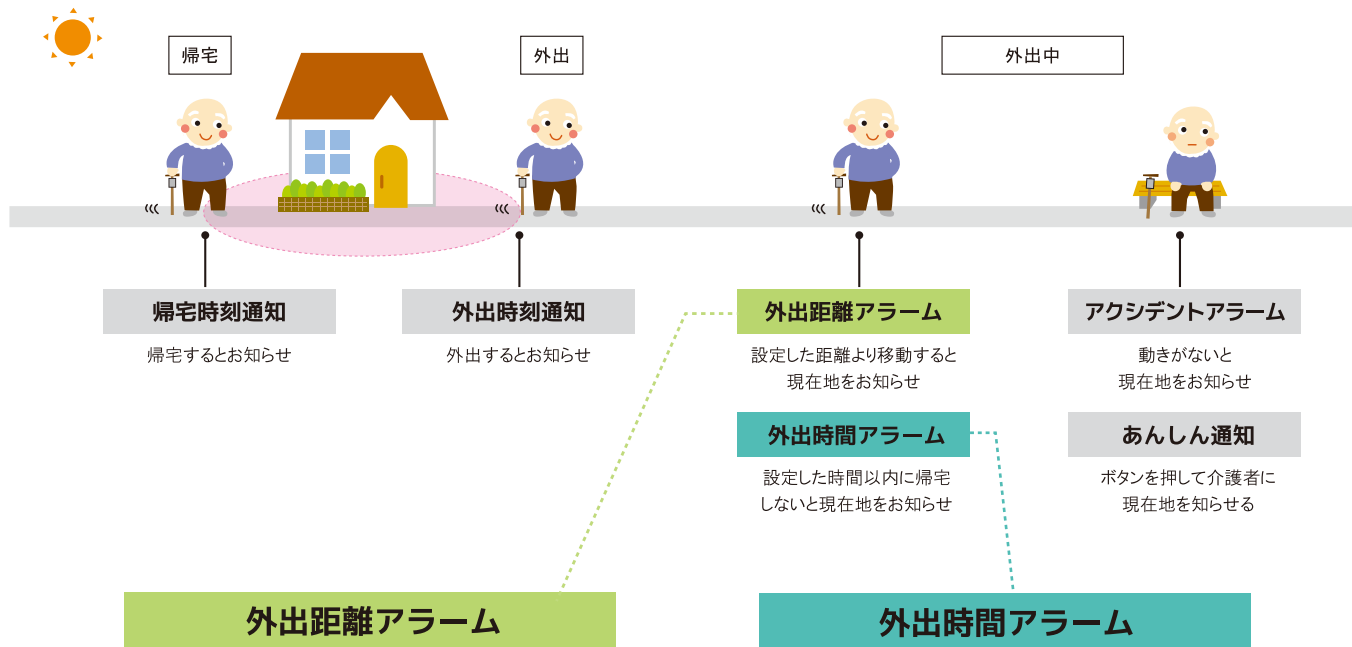 帰宅
外出
外出中
帰宅時刻通知
帰宅するとお知らせ
外出時刻通知
外出するとお知らせ
外出距離アラーム
設定した距離より移動すると
現在地をお知らせ
アクシデントアラーム
動きがないと
現在地をお知らせ
外出時間アラーム
設定した時間以内に帰宅
しないと現在地をお知らせ
あんしん通知
ボタンを押して介護者に
現在地を知らせる
外出距離アラーム
外出時間アラーム